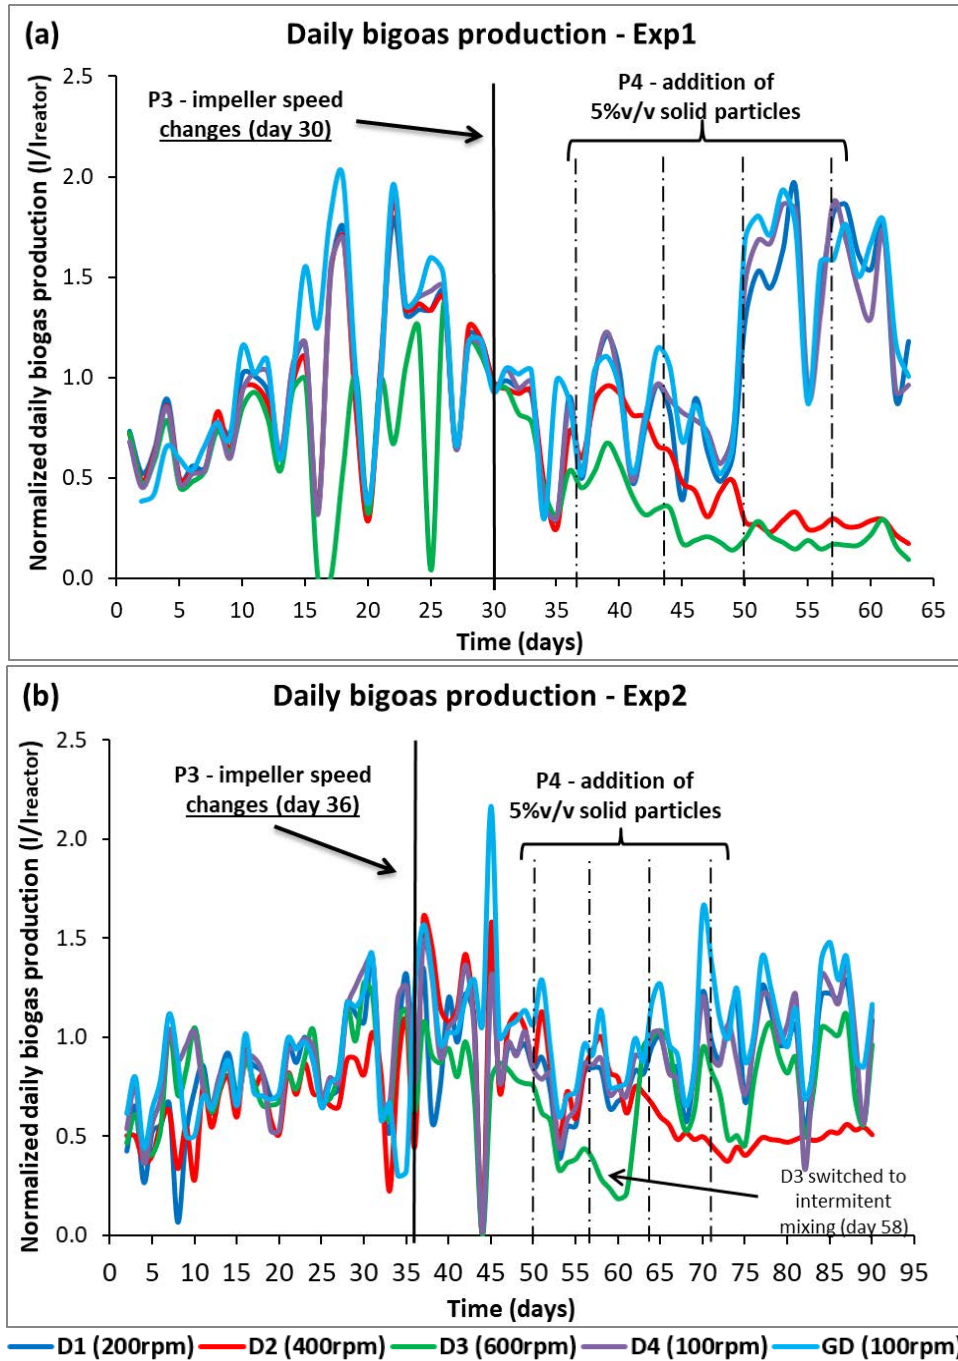 (a) Daily bigoas production - Exp1
Normalized daily biogas production (l/lreator)
2.5
2.0
1.5
1.0
0.5
0.0
P3 - impeller speed
changes (day 30)
P4 - addition of
5%v/v solid particles
0 5 10 15 20 25 30 35 40 45 50 55 60 65
Time (days)
(b) Daily bigoas production - Exp2
Normalized daily biogas production (l/lreactor)
2.5
2.0
1.5
1.0
0.5
0.0
P3 - impeller speed
changes (day 36)
P4 - addition of
5%v/v solid particles
D3 switched to
intermitent
mixing (day 58)
0 5 10 15 20 25 30 35 40 45 50 55 60 65 70 75 80 85 90 95
Time (days)
D1 (200rpm) D2 (400rpm) D3 (600rpm) D4 (100rpm) GD (100rpm)